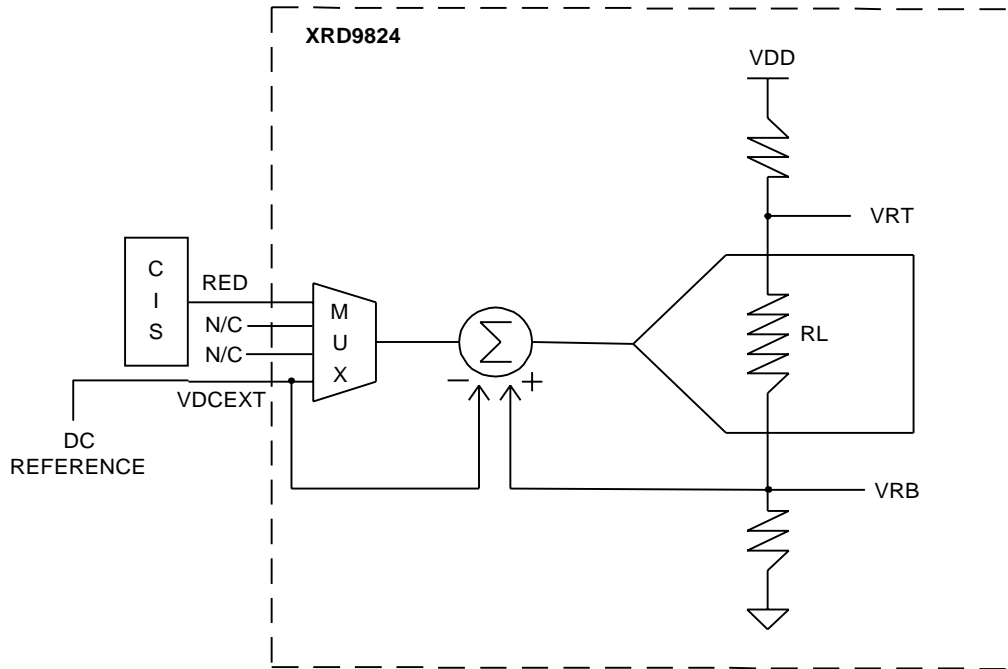 XRD9824
VDD
VRT
C
I
S
RED
N/C
N/C
VDCEXT
M
U
X
Σ
−
+
RL
DC
REFERENCE
VRB